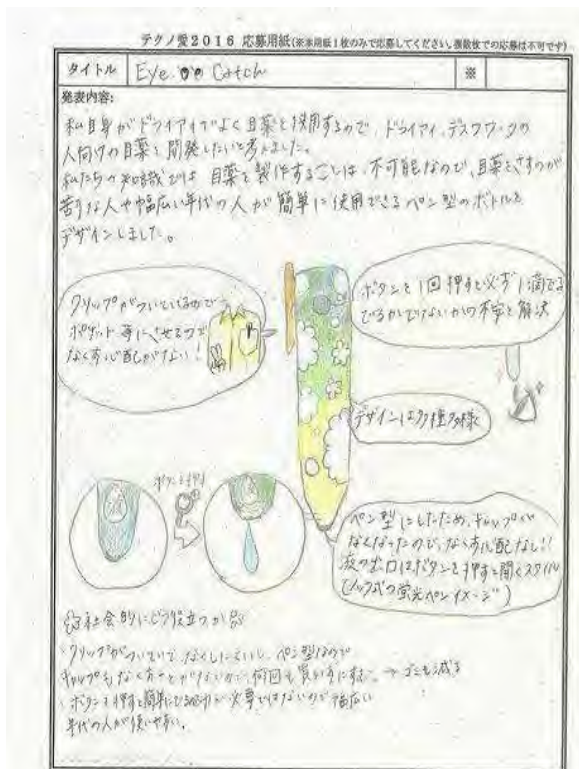 テクノ愛2016 応募用紙(※本用紙1枚のみで応募してください。複数枚での応募は不可です)
タイトル Eye Catch ※
発表内容:
私自身がドライアイでよく目薬を使用するので、ドライアイ、デスクワークの
人向けの目薬を開発したいと考えました。
私たちの知識では目薬を製作することは、不可能なので、目薬をさすのが
苦手な人や幅広い年代の人が簡単に使用できるペン型のボトルを
デザインしました。
クリップがついているので
ポケット等にさせるので
なくす心配がない!
ボタンを1回押すと必ず1滴でる
でるかでないかの不安を解決
デザインは多種多様
ボタンを押す
ペン型にしたため、キャップが
なくなったので、なくす心配なし!!
液の出口はボタンを押すと開くスタイル
(ノック式の蛍光ペンイメージ)
社会的にどう役立つか
・クリップがついていて、なくしにくいし、ペン型なので
キャップもなくすことがないので、何回も買わずにすむ。→ゴミも減る
・ボタンを押すと簡単にでる 必要ではないので幅広い
年代の人が使いやすい。